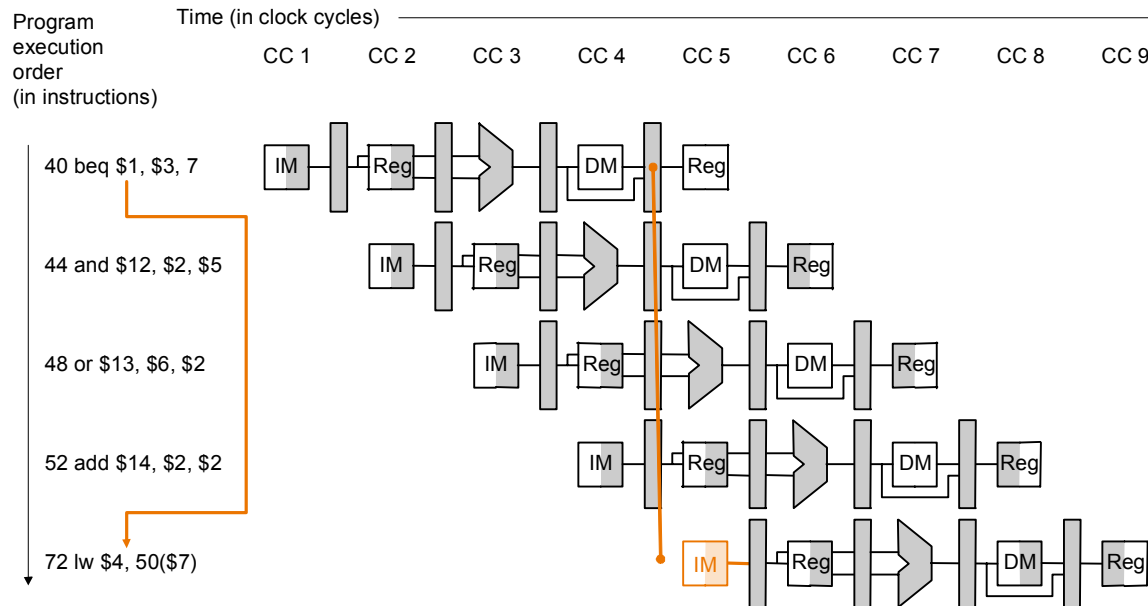 Time (in clock cycles)
Program
execution
order
(in instructions)
CC 1 CC 2 CC 3 CC 4 CC 5 CC 6 CC 7 CC 8 CC 9
40 beq $1, $3, 7 IM Reg DM Reg
44 and $12, $2, $5 IM Reg DM Reg
48 or $13, $6, $2 IM Reg DM Reg
52 add $14, $2, $2 IM Reg DM Reg
72 lw $4, 50($7) IM Reg DM Reg